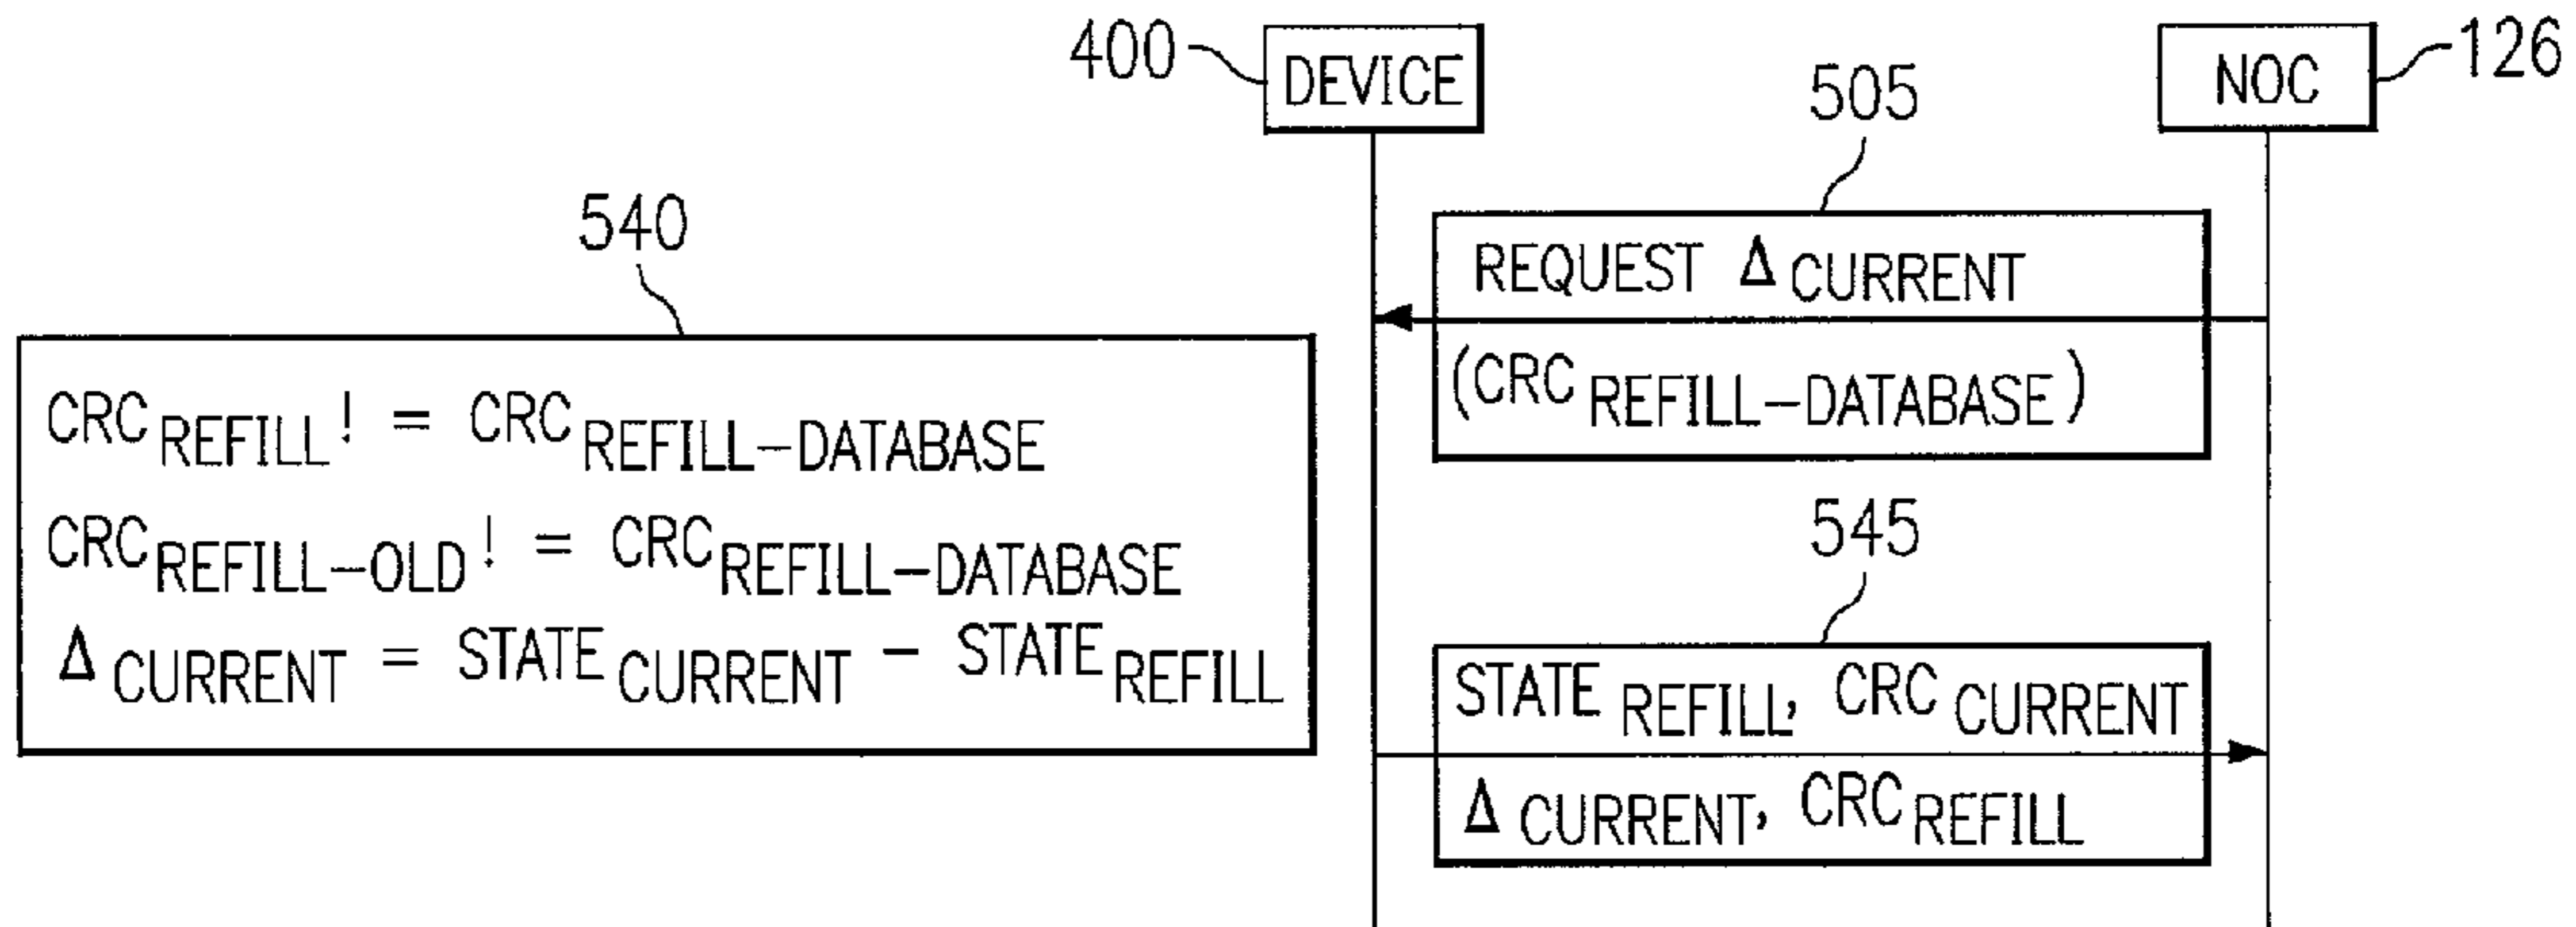 400
DEVICE
NOC
126
505
REQUEST Δ CURRENT
(CRC REFILL-DATABASE)
540
CRC REFILL ! = CRC REFILL-DATABASE
CRC REFILL-OLD ! = CRC REFILL-DATABASE
Δ CURRENT = STATE CURRENT - STATE REFILL
545
STATE REFILL, CRC CURRENT
Δ CURRENT, CRC REFILL